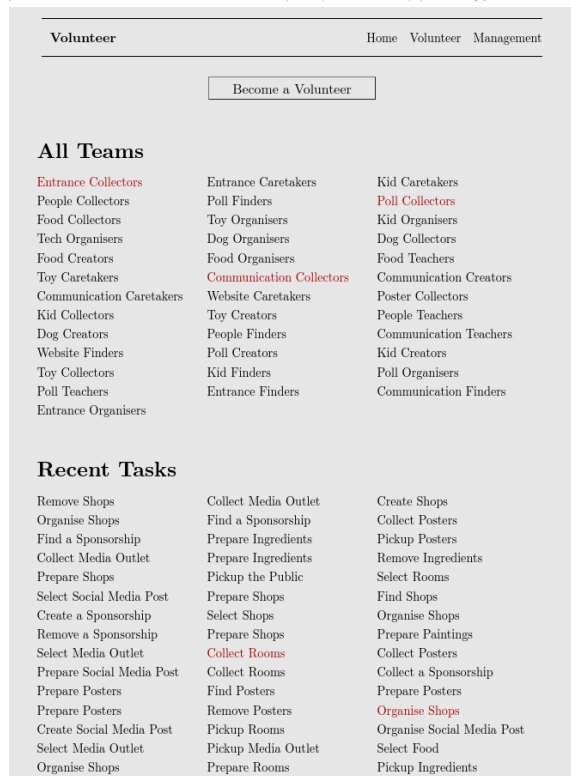 Volunteer
Home Volunteer Management
Become a Volunteer
All Teams
Entrance Collectors Entrance Caretakers Kid Caretakers
People Collectors Poll Finders Poll Collectors
Food Collectors Toy Organisers Kid Organisers
Tech Organisers Dog Organisers Dog Collectors
Food Creators Food Organisers Food Teachers
Toy Caretakers Communication Collectors Communication Creators
Communication Caretakers Website Caretakers Poster Collectors
Kid Collectors Toy Creators People Teachers
Dog Creators People Finders Communication Teachers
Website Finders Poll Creators Kid Creators
Toy Collectors Kid Finders Poll Organisers
Poll Teachers Entrance Finders Communication Finders
Entrance Organisers
Recent Tasks
Remove Shops Collect Media Outlet Create Shops
Organise Shops Find a Sponsorship Collect Posters
Find a Sponsorship Prepare Ingredients Pickup Posters
Collect Media Outlet Prepare Ingredients Remove Ingredients
Prepare Shops Pickup the Public Select Rooms
Select Social Media Post Prepare Shops Find Shops
Create a Sponsorship Select Shops Organise Shops
Remove a Sponsorship Prepare Shops Prepare Paintings
Select Media Outlet Collect Rooms Collect Posters
Prepare Social Media Post Collect Rooms Collect a Sponsorship
Prepare Posters Find Posters Prepare Posters
Prepare Posters Remove Posters Organise Shops
Create Social Media Post Pickup Rooms Organise Social Media Post
Select Media Outlet Pickup Media Outlet Select Food
Organise Shops Prepare Rooms Pickup Ingredients